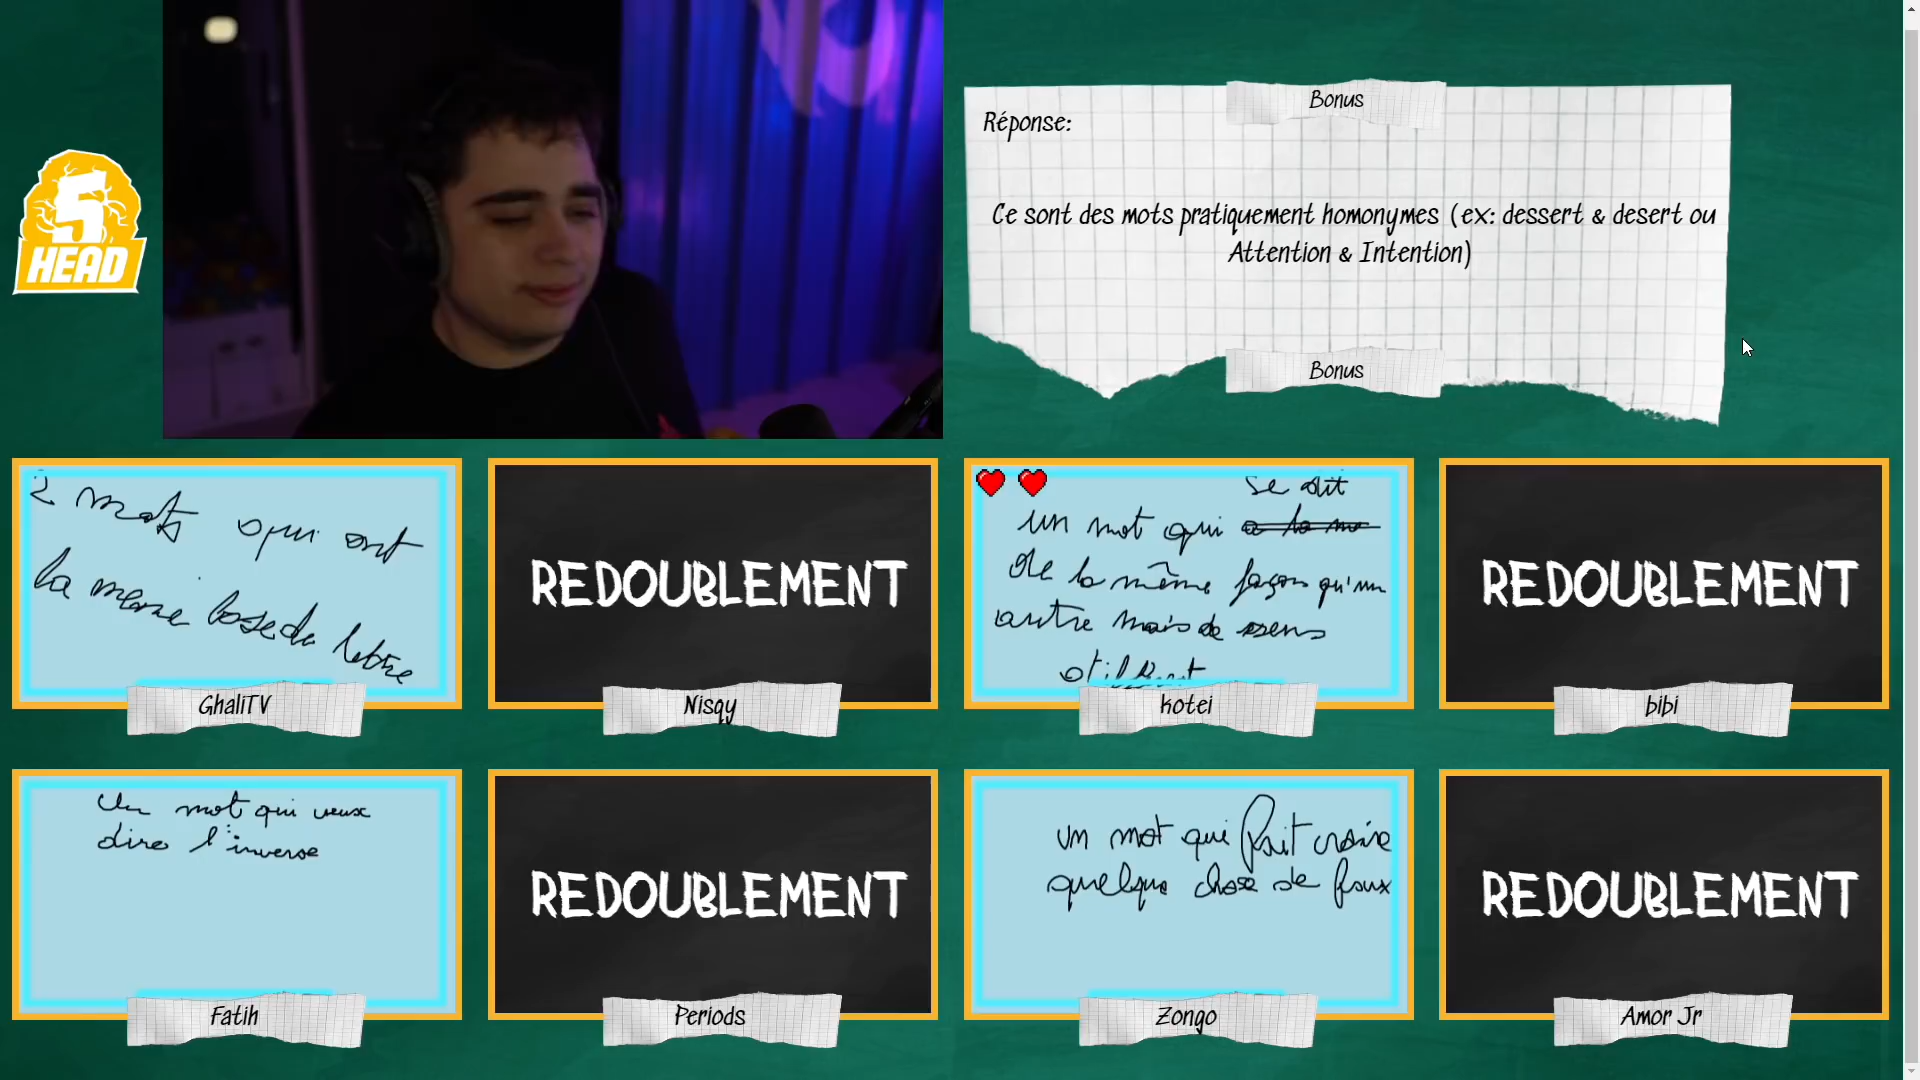 5
HEAD
Bonus
Réponse:
Ce sont des mots pratiquement homonymes (ex: dessert & desert ou
Attention & Intention)
Bonus
2 mots qui ont
la meme base de lettre
GhaliTV
REDOUBLEMENT
Nisqy
se dit
un mot qui
de la même façon qu'un
autre mais de sens
kotei
REDOUBLEMENT
bibi
Un mot qui veux
dire l'inverse
Fatih
REDOUBLEMENT
Periods
un mot qui fait croire
quelque chose de faux
Zongo
REDOUBLEMENT
Amor Jr